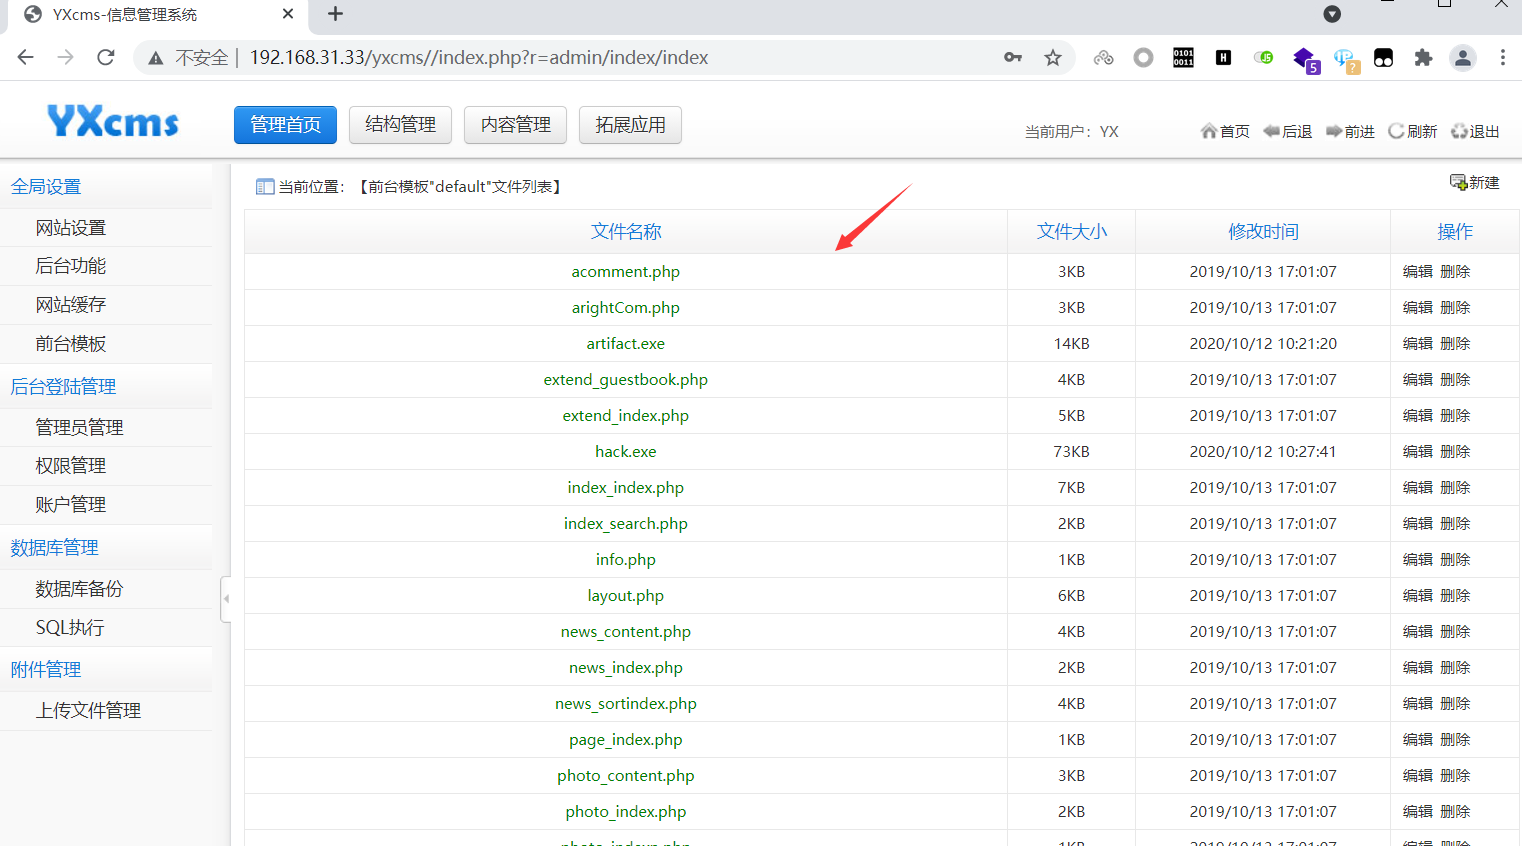 YXcms-信息管理系统
不安全 | 192.168.31.33/yxcms//index.php?r=admin/index/index
0101 0011 H JS 5 ?
YXcms 管理首页 结构管理 内容管理 拓展应用 当前用户：YX 首页 后退 前进 刷新 退出
全局设置
网站设置
后台功能
网站缓存
前台模板
后台登陆管理
管理员管理
权限管理
账户管理
数据库管理
数据库备份
SQL执行
附件管理
上传文件管理
当前位置：【前台模板"default"文件列表】 新建
文件名称 文件大小 修改时间 操作
acomment.php 3KB 2019/10/13 17:01:07 编辑 删除
arightCom.php 3KB 2019/10/13 17:01:07 编辑 删除
artifact.exe 14KB 2020/10/12 10:21:20 编辑 删除
extend_guestbook.php 4KB 2019/10/13 17:01:07 编辑 删除
extend_index.php 5KB 2019/10/13 17:01:07 编辑 删除
hack.exe 73KB 2020/10/12 10:27:41 编辑 删除
index_index.php 7KB 2019/10/13 17:01:07 编辑 删除
index_search.php 2KB 2019/10/13 17:01:07 编辑 删除
info.php 1KB 2019/10/13 17:01:07 编辑 删除
layout.php 6KB 2019/10/13 17:01:07 编辑 删除
news_content.php 4KB 2019/10/13 17:01:07 编辑 删除
news_index.php 2KB 2019/10/13 17:01:07 编辑 删除
news_sortindex.php 4KB 2019/10/13 17:01:07 编辑 删除
page_index.php 1KB 2019/10/13 17:01:07 编辑 删除
photo_content.php 3KB 2019/10/13 17:01:07 编辑 删除
photo_index.php 2KB 2019/10/13 17:01:07 编辑 删除